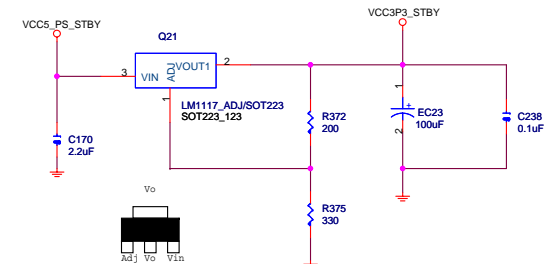 VCC5_PS_STBY
VCC3P3_STBY
Q21
3
VIN
ADJ
VOUT1
2
1
LM1117_ADJ/SOT223
SOT223_123
C170
2.2uF
R372
200
1
+
2
EC23
100uF
C238
0.1uF
R375
330
Vo
Adj Vo Vin